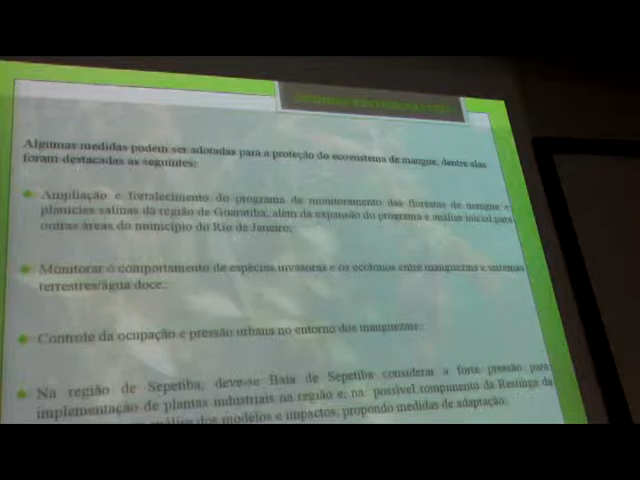 Algumas medidas podem ser adotadas para a proteção do ecossistema de mangue, dentre elas
foram destacadas as seguintes:
Ampliação e fortalecimento do programa de monitoramento das florestas de mangue e
planícies salinas da região de Guaratiba, além da expansão do programa e análise inicial para
outras áreas do município do Rio de Janeiro;
Monitorar o comportamento de espécies invasoras e os ecótonos entre manguezais e sistemas
terrestres/água doce.
Controle da ocupação e pressão urbana no entorno dos manguezais.
Na região de Sepetiba, deve-se Baia de Sepetiba considerar a forte pressão para
implementação de plantas industriais na região e, na possível rompimento da Restinga da
análise dos modelos e impactos, propondo medidas de adaptação.